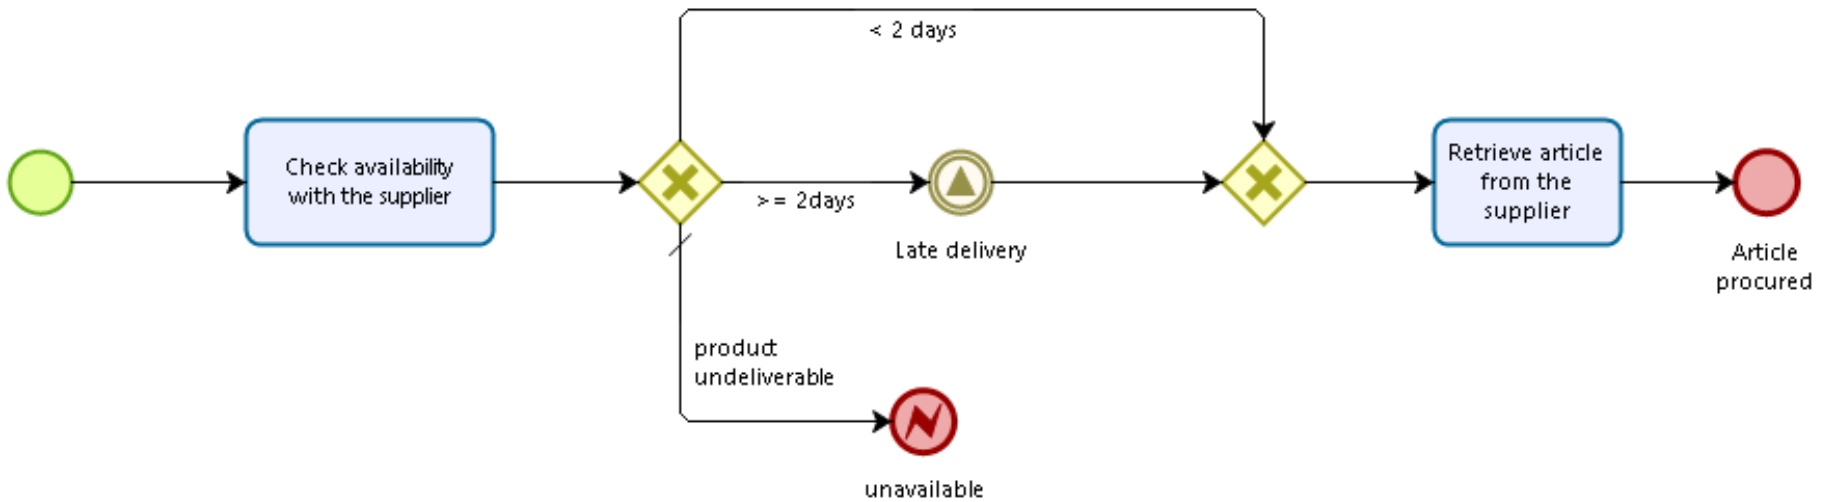 < 2 days
Check availability
with the supplier
>= 2days
Late delivery
Retrieve article
from the
supplier
Article
procured
product
undeliverable
unavailable